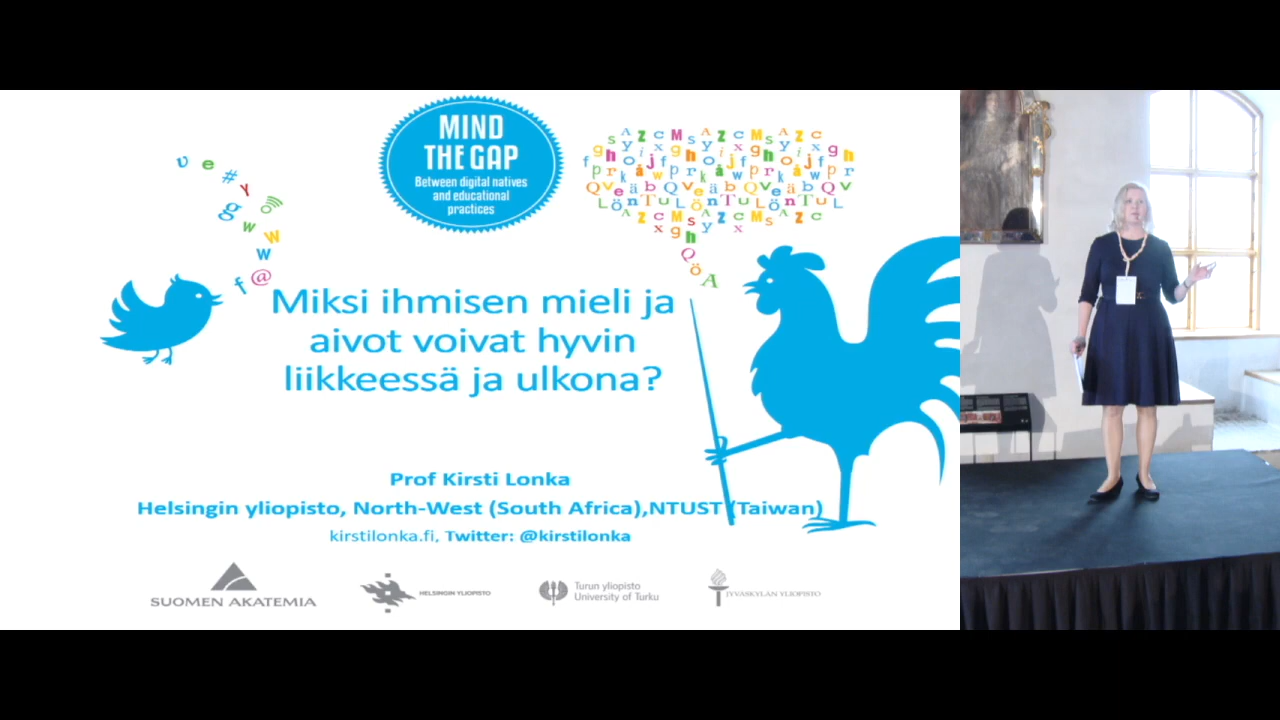 MIND
THE GAP
Between digital natives
and educational
practices
Miksi ihmisen mieli ja
aivot voivat hyvin
liikkeessä ja ulkona?
Prof Kirsti Lonka
Helsingin yliopisto, North-West (South Africa),NTUST (Taiwan)
kirstilonka.fi, Twitter: @kirstilonka
SUOMEN AKATEMIA
HELSINGIN YLIOPISTO
Turun yliopisto
University of Turku
JYVÄSKYLÄN YLIOPISTO